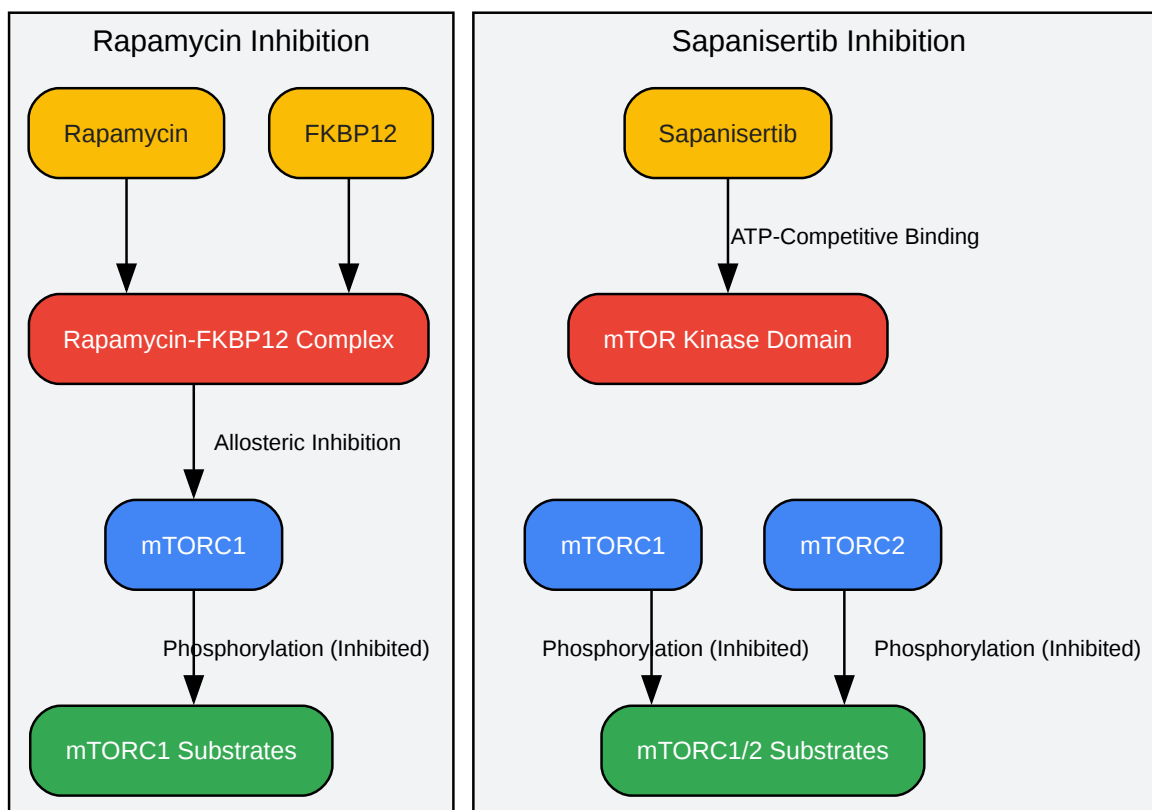 Rapamycin Inhibition
Rapamycin
FKBP12
Rapamycin-FKBP12 Complex
Allosteric Inhibition
mTORC1
Phosphorylation (Inhibited)
mTORC1 Substrates
Sapanisertib Inhibition
Sapanisertib
ATP-Competitive Binding
mTOR Kinase Domain
mTORC1
mTORC2
Phosphorylation (Inhibited)
Phosphorylation (Inhibited)
mTORC1/2 Substrates